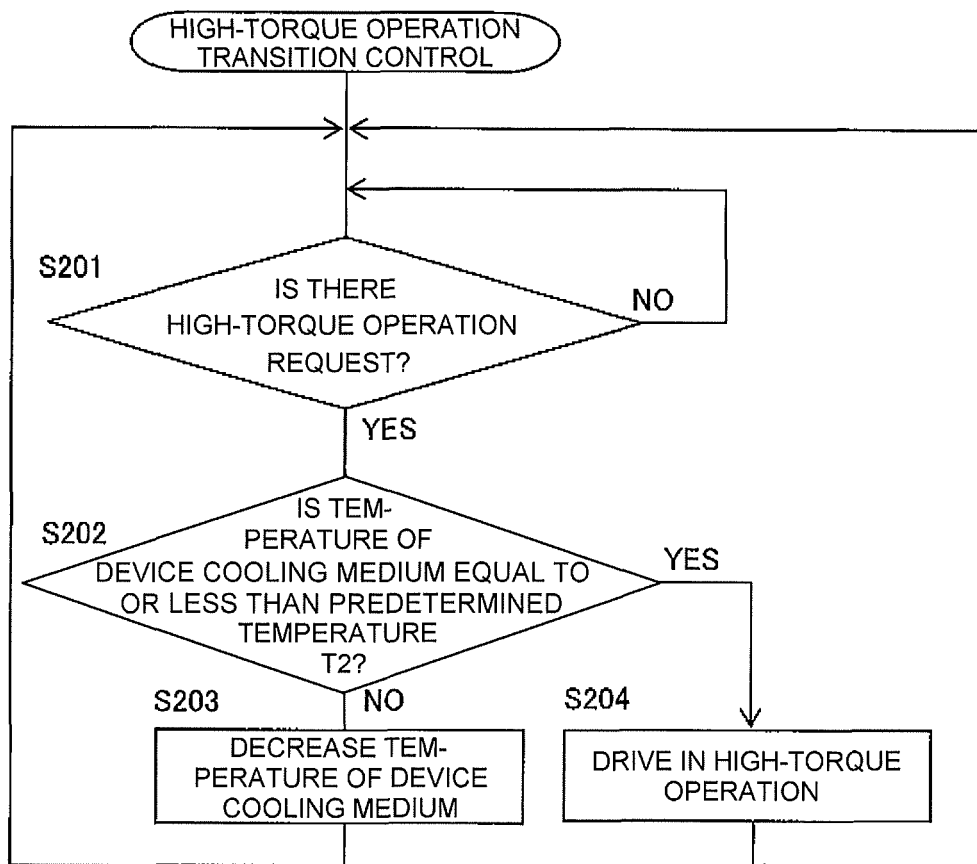 HIGH-TORQUE OPERATION
TRANSITION CONTROL
S201
IS THERE
HIGH-TORQUE OPERATION
REQUEST?
NO
YES
S202
IS TEM-
PERATURE OF
DEVICE COOLING MEDIUM EQUAL TO
OR LESS THAN PREDETERMINED
TEMPERATURE
T2?
YES
NO
S203
DECREASE TEM-
PERATURE OF DEVICE
COOLING MEDIUM
S204
DRIVE IN HIGH-TORQUE
OPERATION